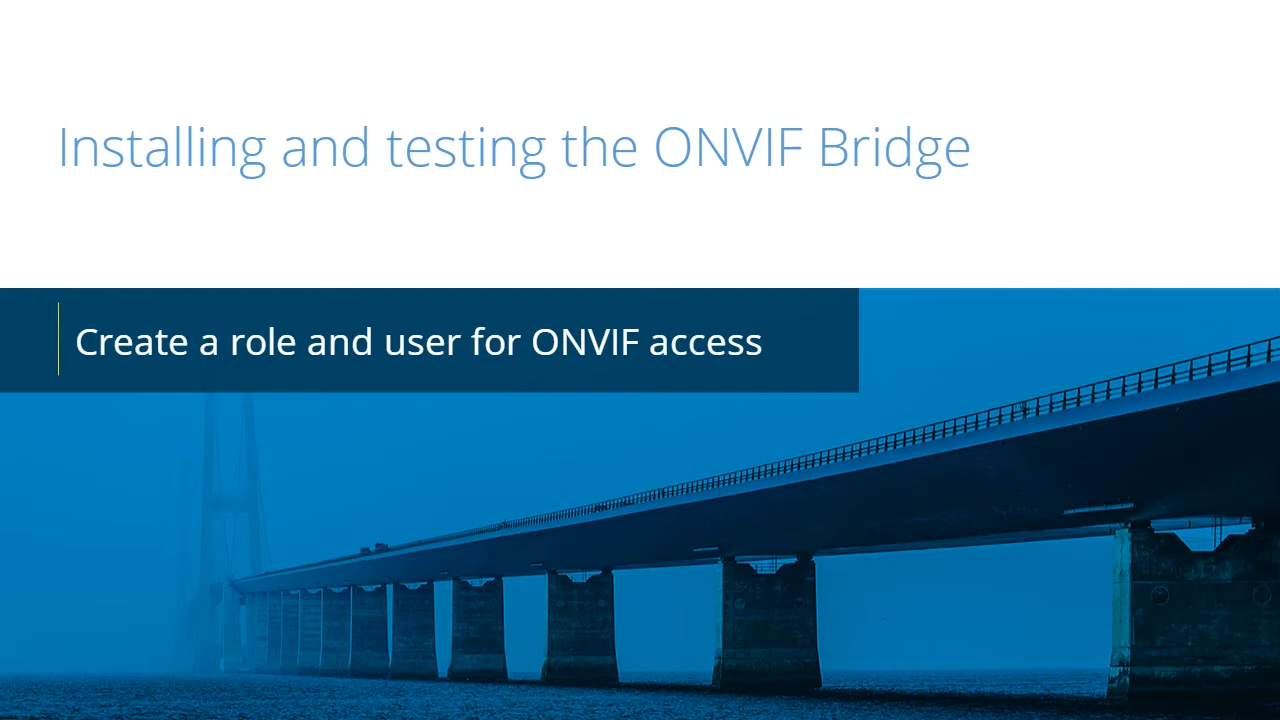 Installing and testing the ONVIF Bridge
Create a role and user for ONVIF access